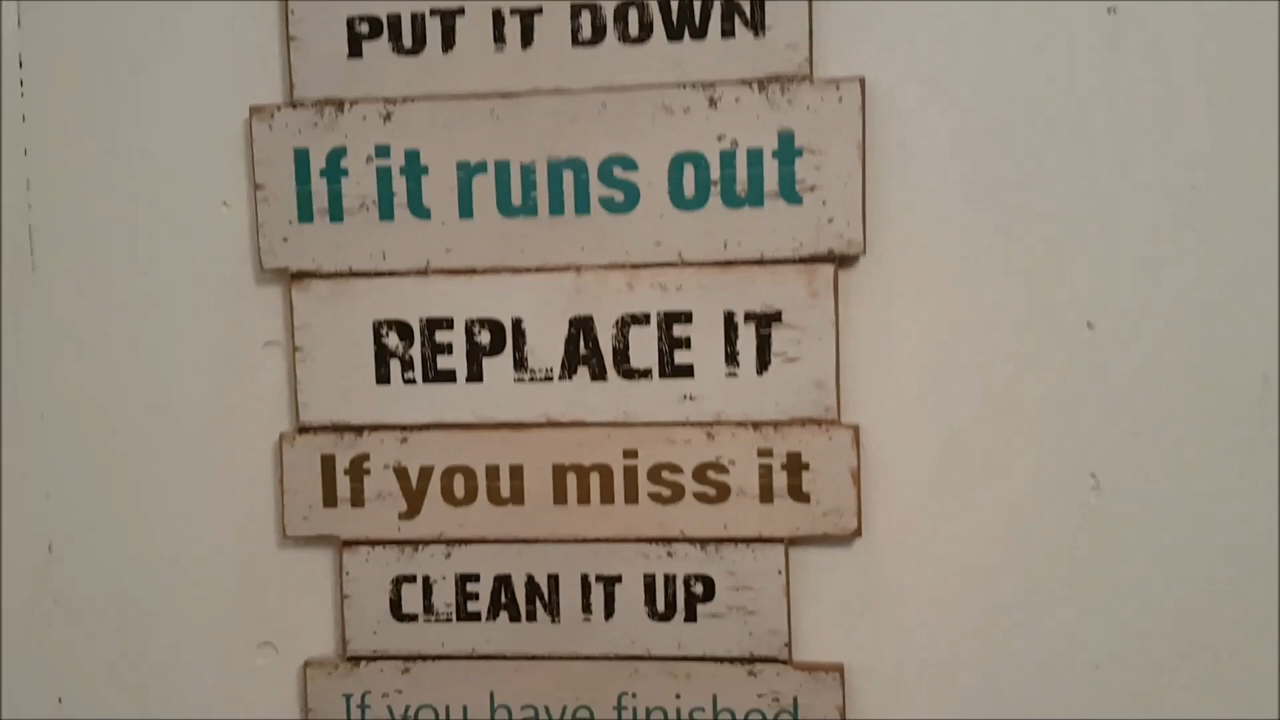 PUT IT DOWN
If it runs out
REPLACE IT
If you miss it
CLEAN IT UP
If you have finished